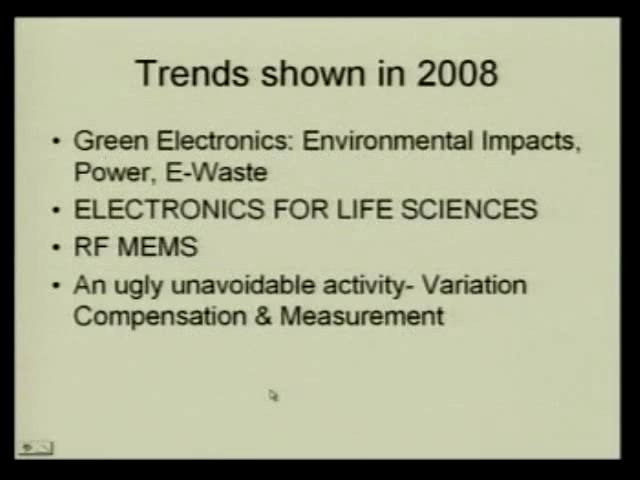 Trends shown in 2008
• Green Electronics: Environmental Impacts,
Power, E-Waste
• ELECTRONICS FOR LIFE SCIENCES
• RF MEMS
• An ugly unavoidable activity- Variation
Compensation & Measurement